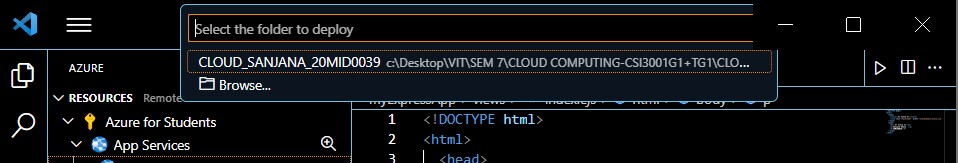 Select the folder to deploy
CLOUD_SANJANA_20MID0039 c:\Desktop\VIT\SEM 7\CLOUD COMPUTING-CSI3001G1+TG1\CLO...
Browse...
AZURE
RESOURCES Remote
Azure for Students
App Services
myExpressApp views index.ejs html body p
1 <!DOCTYPE html>
2 <html>
3 <head>